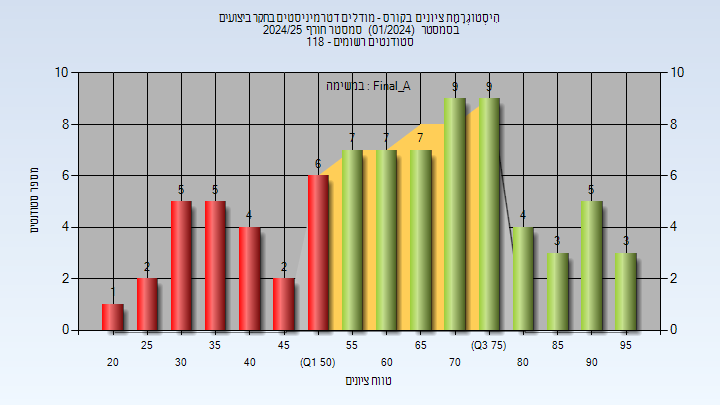 היסטוגרמת ציונים בקורס - מודלים דטרמיניסטים בחקר ביצועים
בסמסטר (01/2024) סמסטר חורף 2024/25
סטודנטים רשומים - 118
במשימה : Final_A
מספר סטודנטים
10 10
8 8
6 6
4 4
2 2
0 0
1 2 5 5 4 2 6 7 7 7 9 9 4 3 5 3
25 35 45 55 65 (Q3 75) 85 95
20 30 40 (Q1 50) 60 70 80 90
טווח ציונים